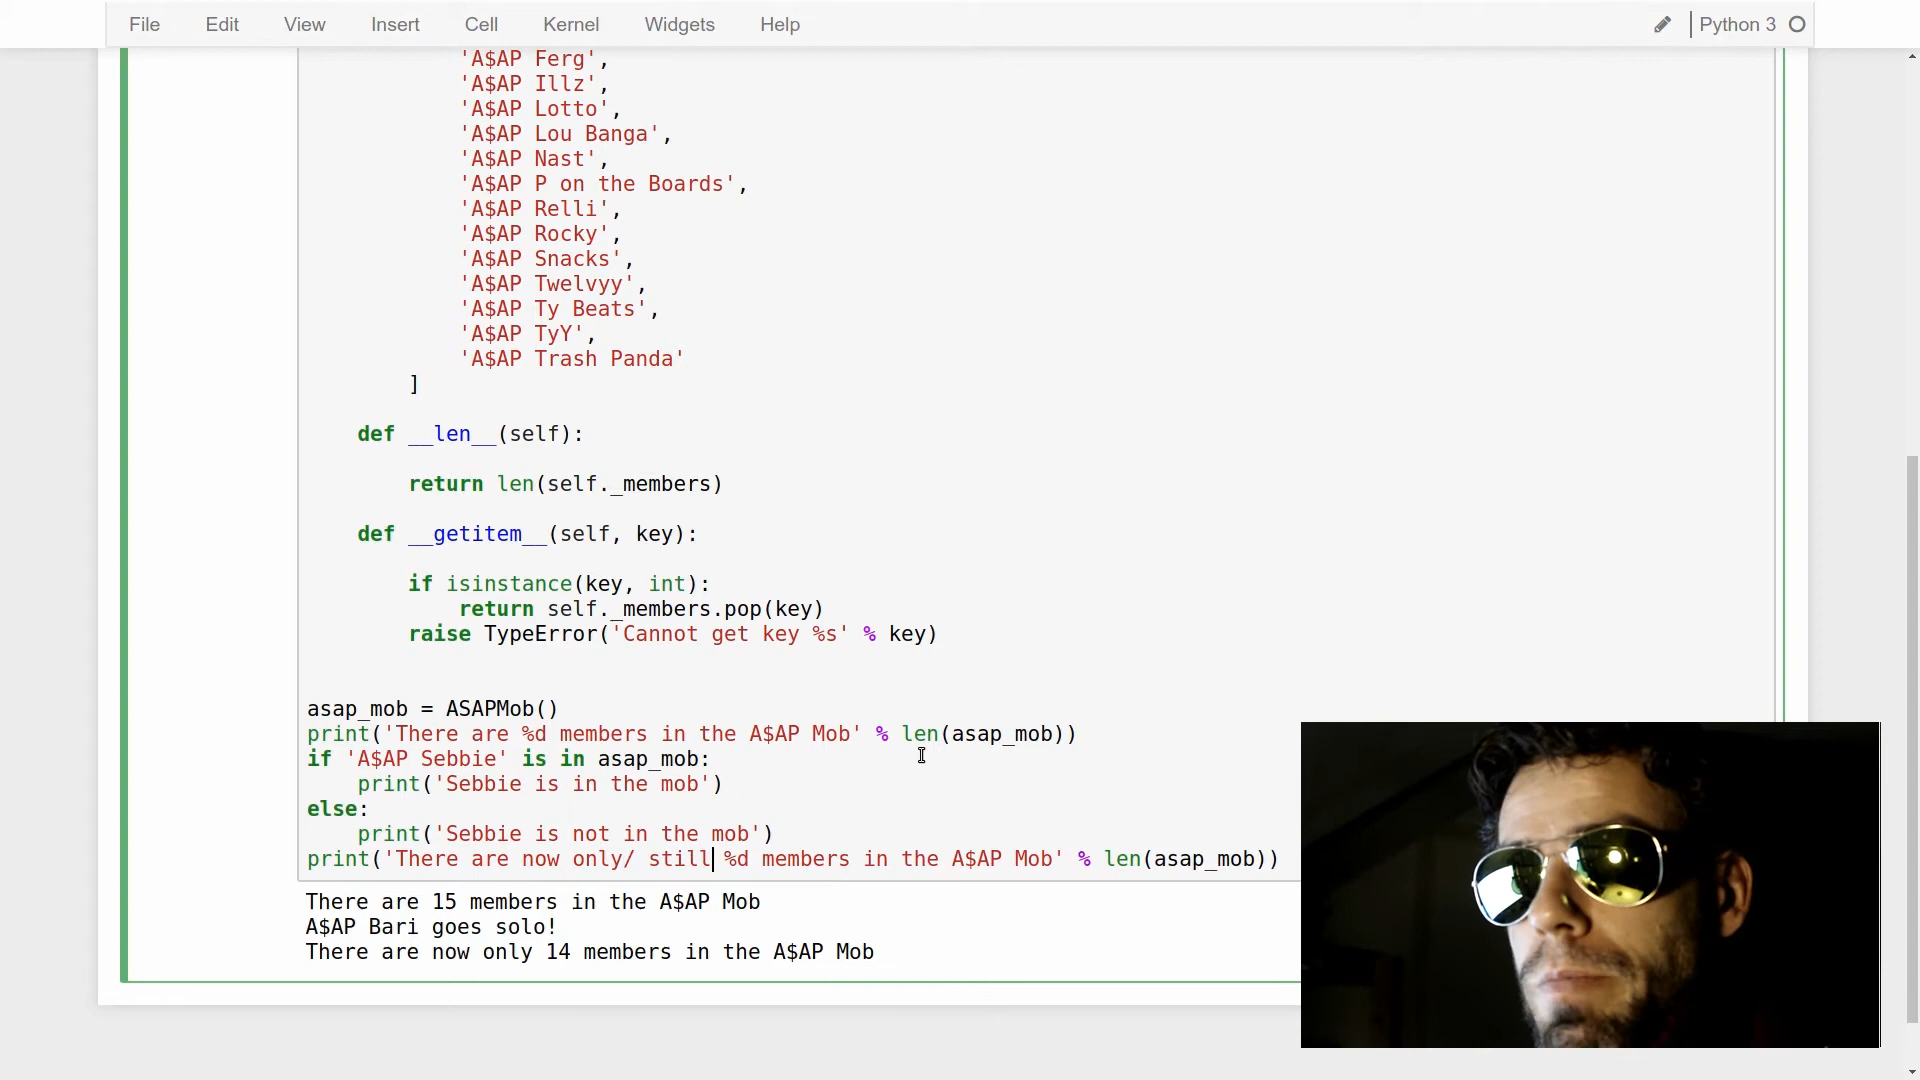 File Edit View Insert Cell Kernel Widgets Help Python 3
'A$AP Ferg',
'A$AP Illz',
'A$AP Lotto',
'A$AP Lou Banga',
'A$AP Nast',
'A$AP P on the Boards',
'A$AP Relli',
'A$AP Rocky',
'A$AP Snacks',
'A$AP Twelvyy',
'A$AP Ty Beats',
'A$AP TyY',
'A$AP Trash Panda'
]
def __len__(self):
return len(self._members)
def __getitem__(self, key):
if isinstance(key, int):
return self._members.pop(key)
raise TypeError('Cannot get key %s' % key)
asap_mob = ASAPMob()
print('There are %d members in the A$AP Mob' % len(asap_mob))
if 'A$AP Sebbie' is in asap_mob:
print('Sebbie is in the mob')
else:
print('Sebbie is not in the mob')
print('There are now only/ still %d members in the A$AP Mob' % len(asap_mob))
There are 15 members in the A$AP Mob
A$AP Bari goes solo!
There are now only 14 members in the A$AP Mob